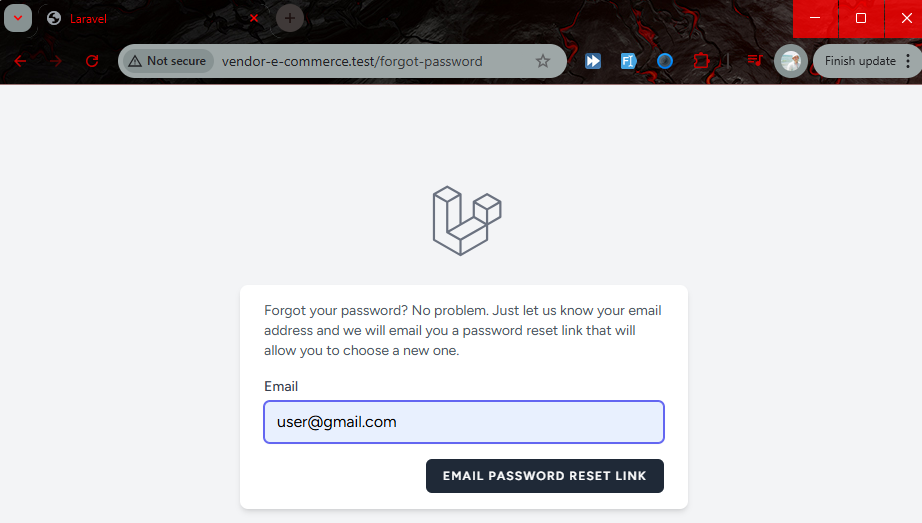 Laravel
Not secure
vendor-e-commerce.test/forgot-password
Finish update
Forgot your password? No problem. Just let us know your email
address and we will email you a password reset link that will
allow you to choose a new one.
Email
user@gmail.com
EMAIL PASSWORD RESET LINK